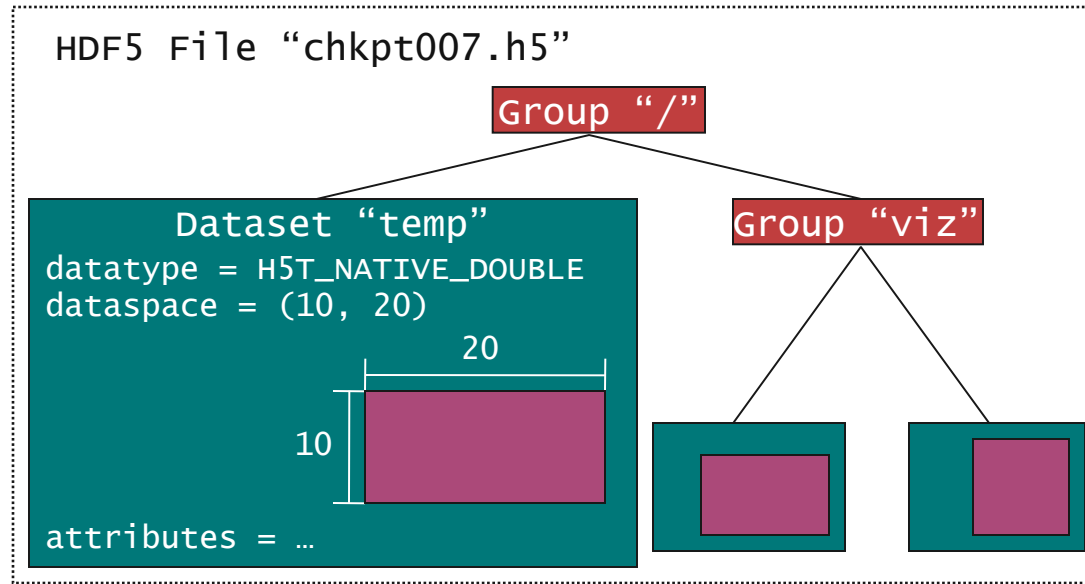 HDF5 File “chkpt007.h5”
Group “/”
Dataset “temp”
datatype = H5T_NATIVE_DOUBLE
dataspace = (10, 20)
20
10
attributes = …
Group “viz”